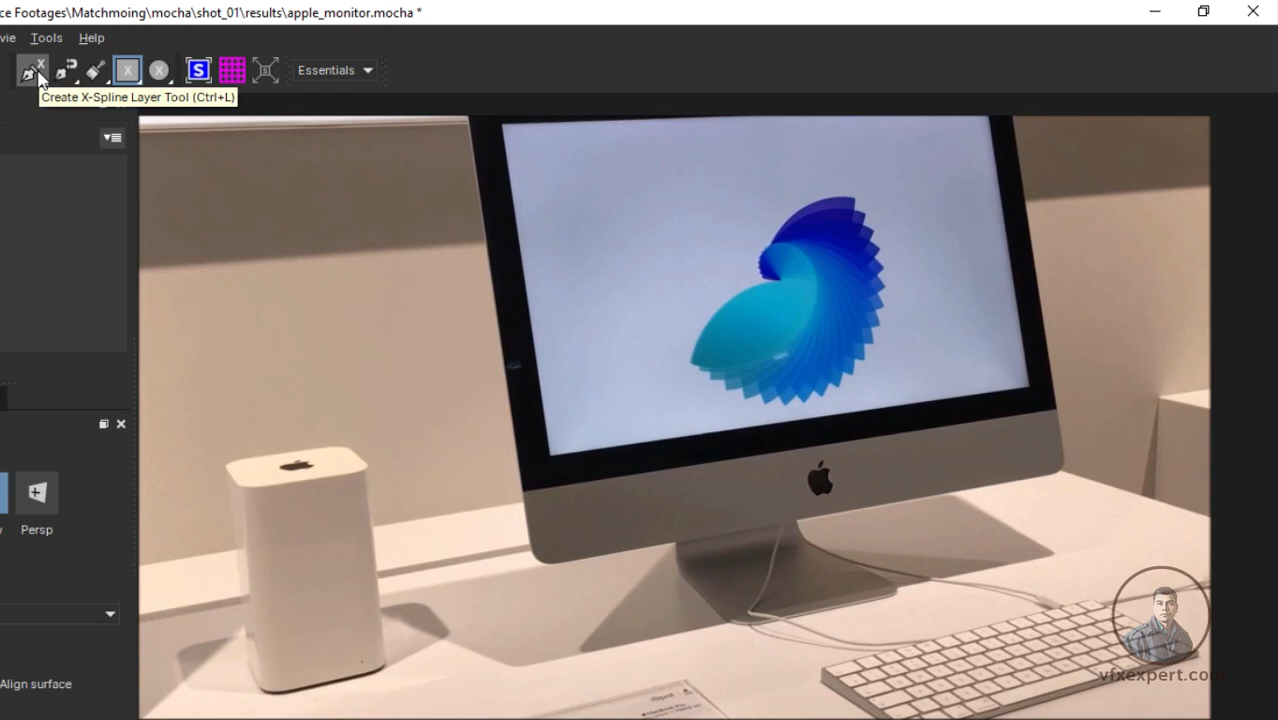 ce Footages\Matchmoing\mocha\shot_01\results\apple_monitor.mocha *
vie Tools Help
Essentials
Create X-Spline Layer Tool (Ctrl+L)
Persp
Align surface
vfxexpert.com